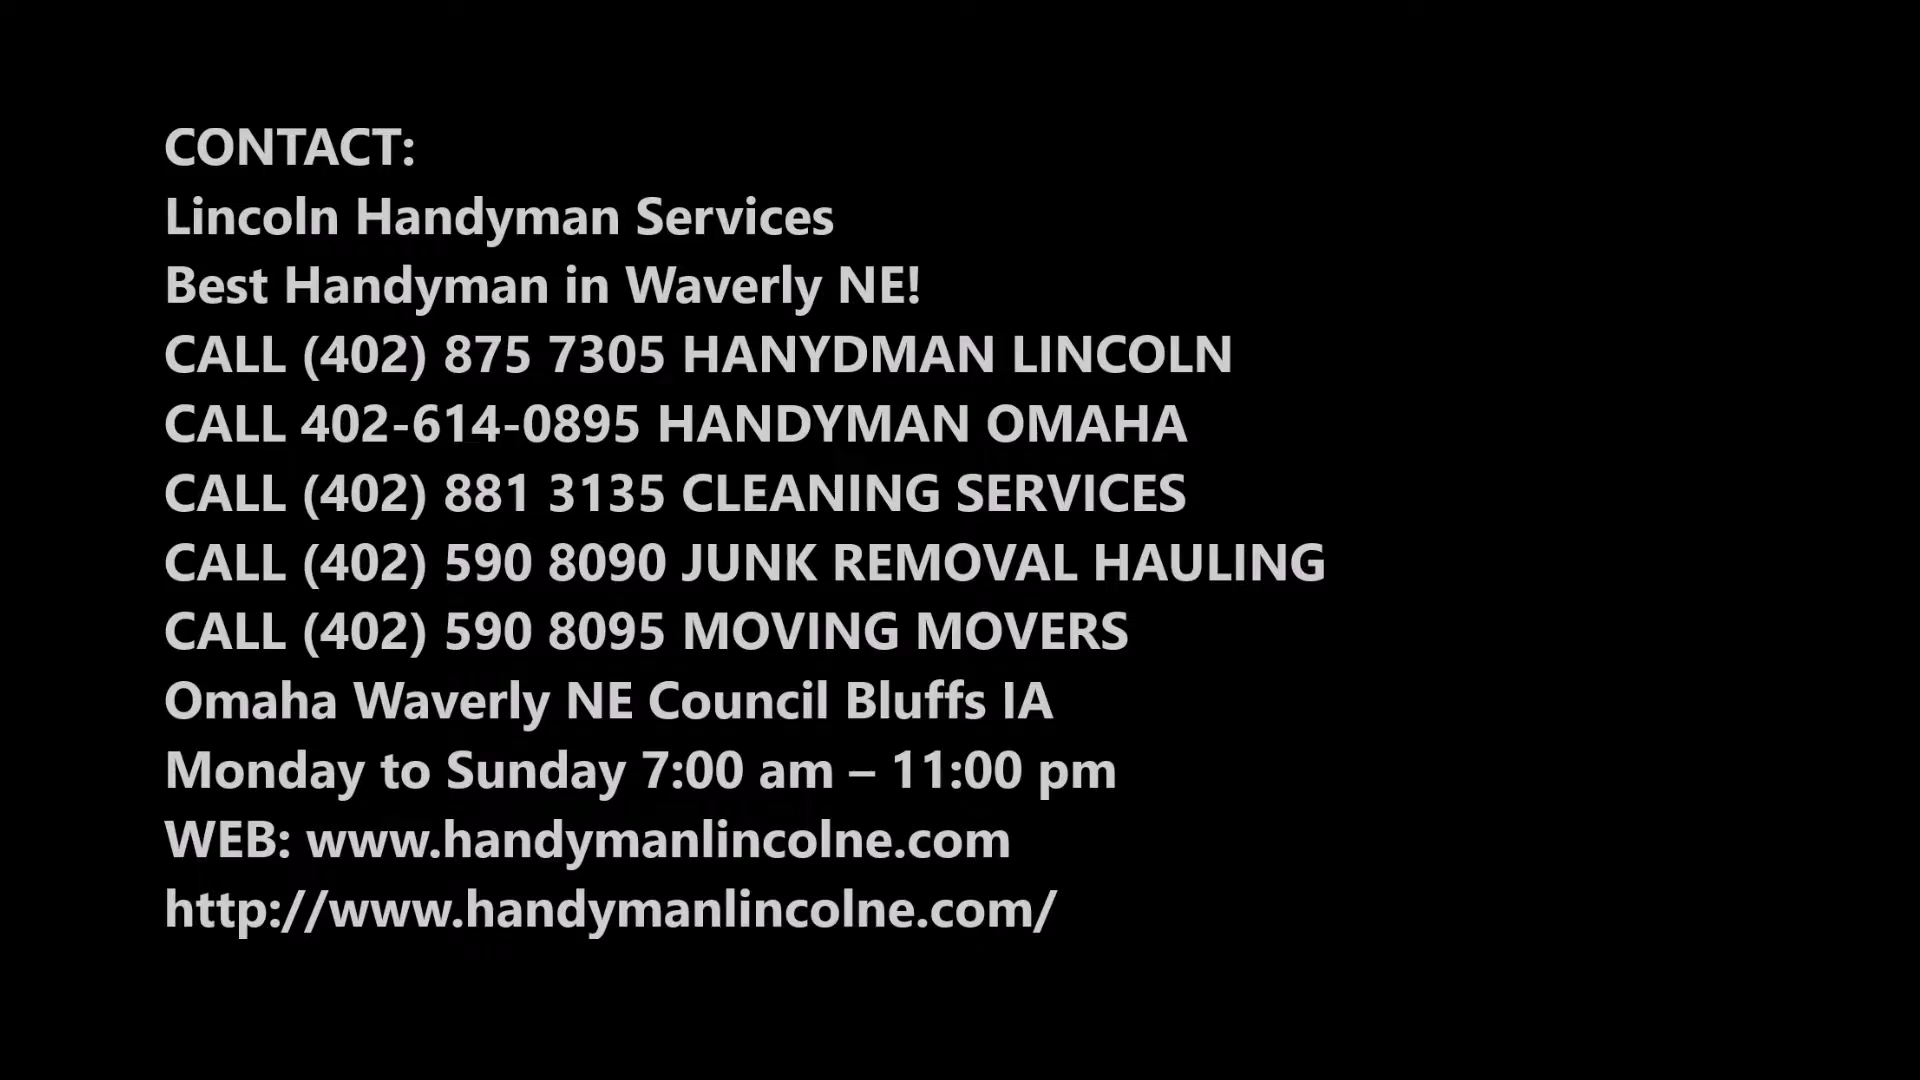 CONTACT:
Lincoln Handyman Services
Best Handyman in Waverly NE!
CALL (402) 875 7305 HANYDMAN LINCOLN
CALL 402-614-0895 HANDYMAN OMAHA
CALL (402) 881 3135 CLEANING SERVICES
CALL (402) 590 8090 JUNK REMOVAL HAULING
CALL (402) 590 8095 MOVING MOVERS
Omaha Waverly NE Council Bluffs IA
Monday to Sunday 7:00 am – 11:00 pm
WEB: www.handymanlincolne.com
http://www.handymanlincolne.com/